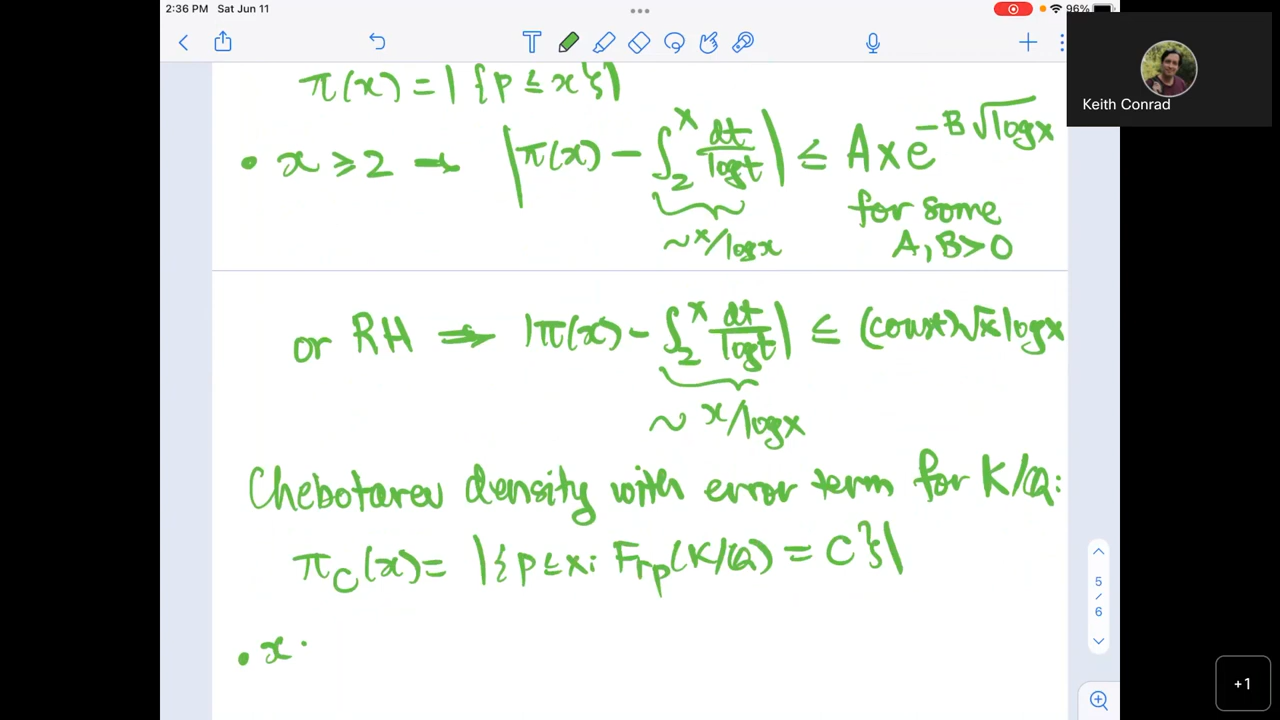 2:36 PM Sat Jun 11
96%
Keith Conrad
π(x) = |{p ≤ x}|
• x ≥ 2 ⇒ |π(x) − ∫₂ˣ dt/log t| ≤ A x e^{−B√log x}
~ x/log x
for some
A, B > 0
or RH ⇒ |π(x) − ∫₂ˣ dt/log t| ≤ (const) √x log x
~ x/log x
Chebotarev density with error term for K/Q:
π_C(x) = |{p ≤ x: Fr_p(K/Q) = C}|
• x
5
/
6
+1